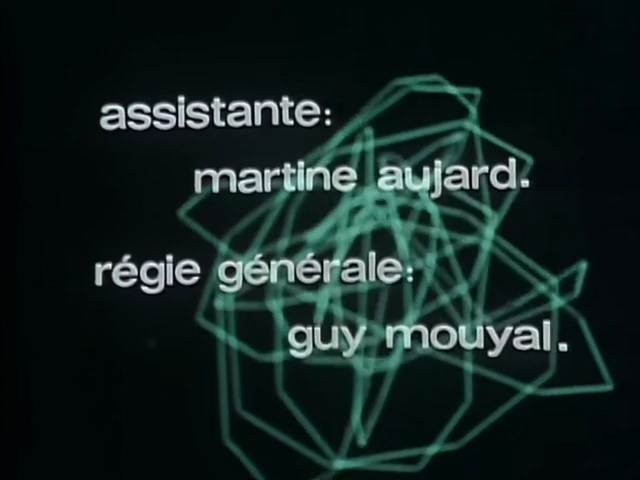 assistante:
martine aujard.
régie générale:
guy mouyal.